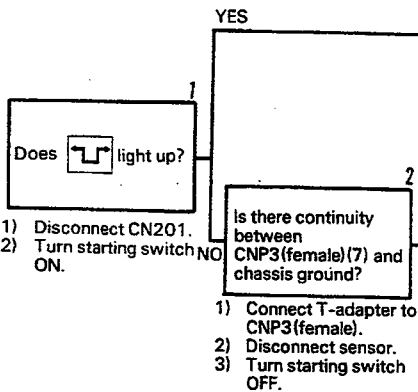 YES
1
Does light up?
1) Disconnect CN201.
2) Turn starting switch
ON.
NO
2
Is there continuity
between
CNP3(female)(7) and
chassis ground?
1) Connect T-adapter to
CNP3(female).
2) Disconnect sensor.
3) Turn starting switch
OFF.